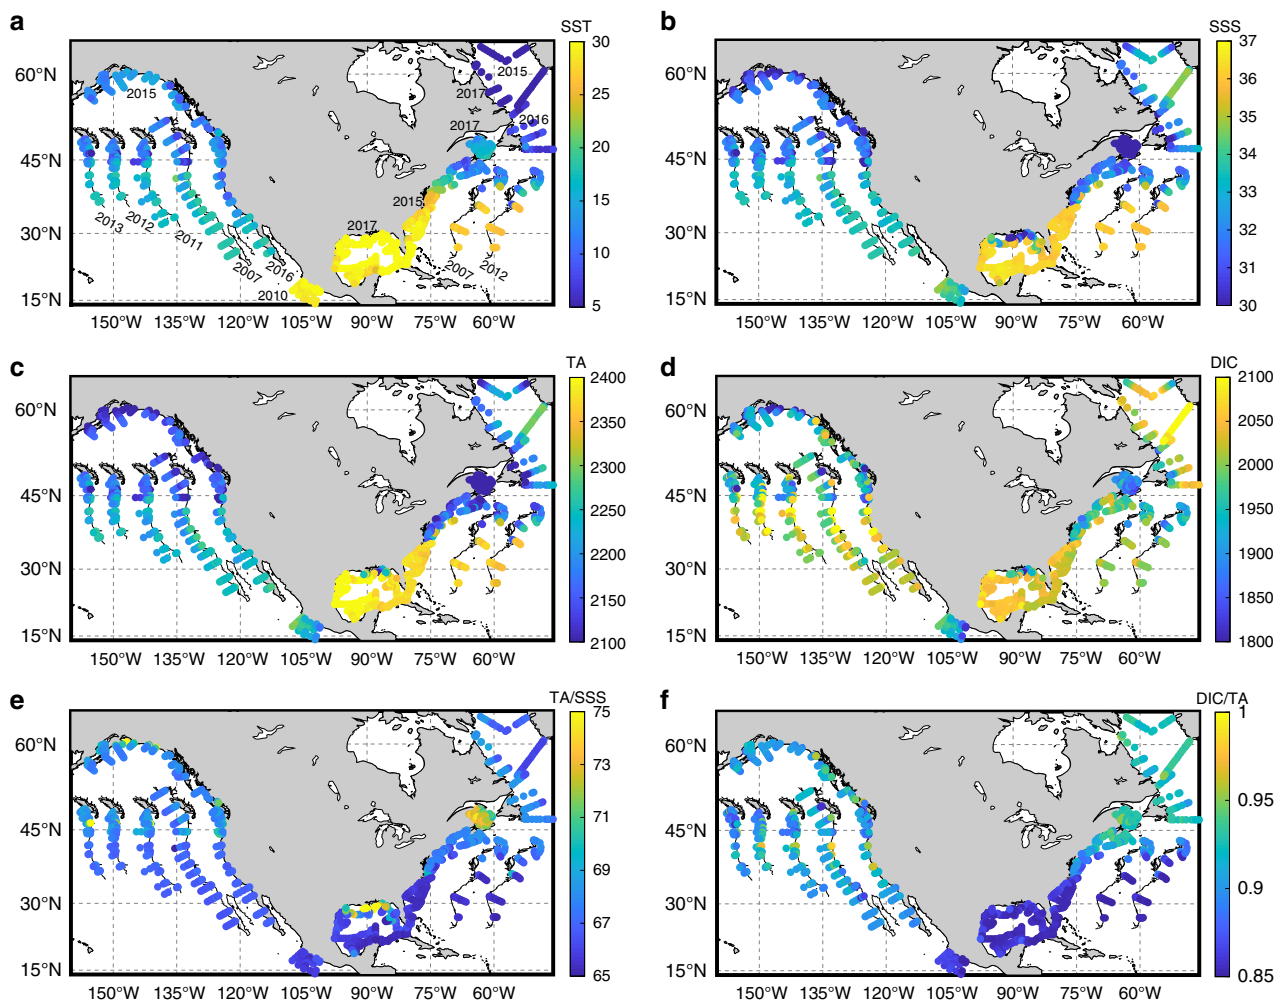 a
SST
60°N
45°N
30°N
15°N
150°W 135°W 120°W 105°W 90°W 75°W 60°W
30
25
20
15
10
5
2015
2015
2017
2016
2017
2013
2012
2011
2015
2017
2007
2016
2010
2007
2012
b
SSS
60°N
45°N
30°N
15°N
150°W 135°W 120°W 105°W 90°W 75°W 60°W
37
36
35
34
33
32
31
30
c
TA
60°N
45°N
30°N
15°N
150°W 135°W 120°W 105°W 90°W 75°W 60°W
2400
2350
2300
2250
2200
2150
2100
d
DIC
60°N
45°N
30°N
15°N
150°W 135°W 120°W 105°W 90°W 75°W 60°W
2100
2050
2000
1950
1900
1850
1800
e
TA/SSS
60°N
45°N
30°N
15°N
150°W 135°W 120°W 105°W 90°W 75°W 60°W
75
73
71
69
67
65
f
DIC/TA
60°N
45°N
30°N
15°N
150°W 135°W 120°W 105°W 90°W 75°W 60°W
1
0.95
0.9
0.85